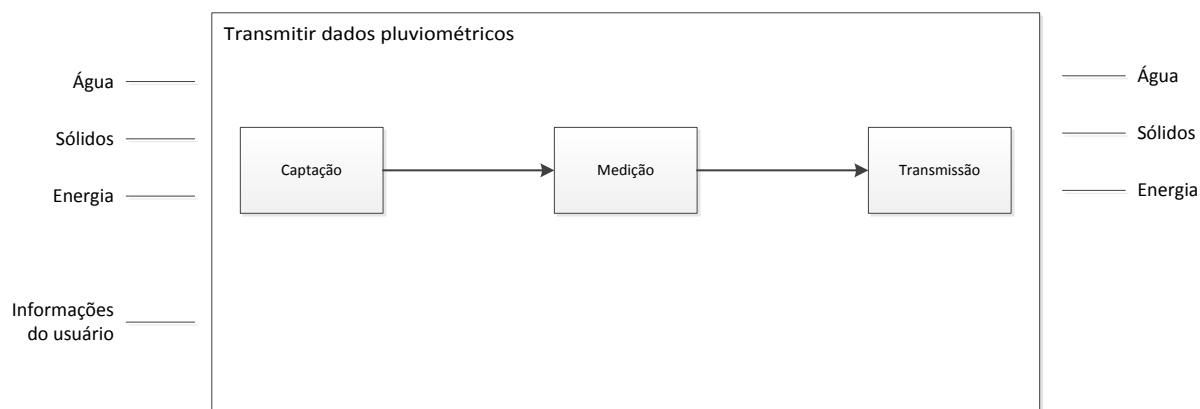 Transmitir dados pluviométricos
Água
Sólidos
Energia
Informações
do usuário
Captação
Medição
Transmissão
Água
Sólidos
Energia